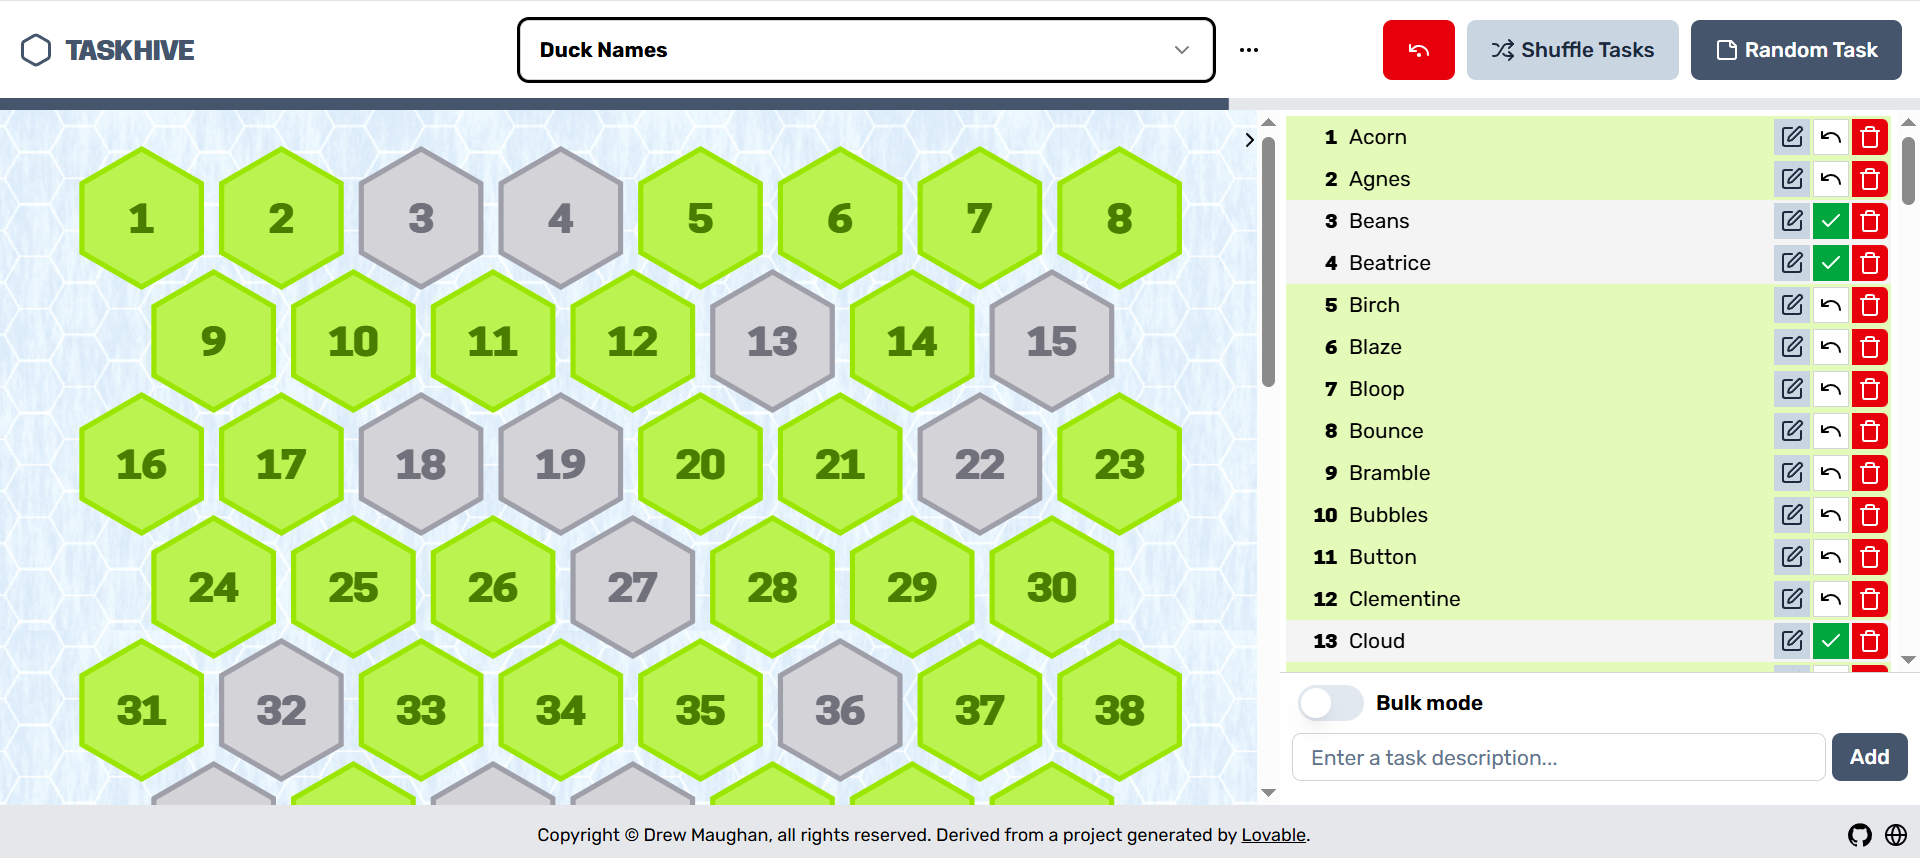 TASKHIVE
Duck Names
Shuffle Tasks
Random Task
1 2 3 4 5 6 7 8
9 10 11 12 13 14 15
16 17 18 19 20 21 22 23
24 25 26 27 28 29 30
31 32 33 34 35 36 37 38
1 Acorn
2 Agnes
3 Beans
4 Beatrice
5 Birch
6 Blaze
7 Bloop
8 Bounce
9 Bramble
10 Bubbles
11 Button
12 Clementine
13 Cloud
Bulk mode
Enter a task description...
Add
Copyright © Drew Maughan, all rights reserved. Derived from a project generated by Lovable.